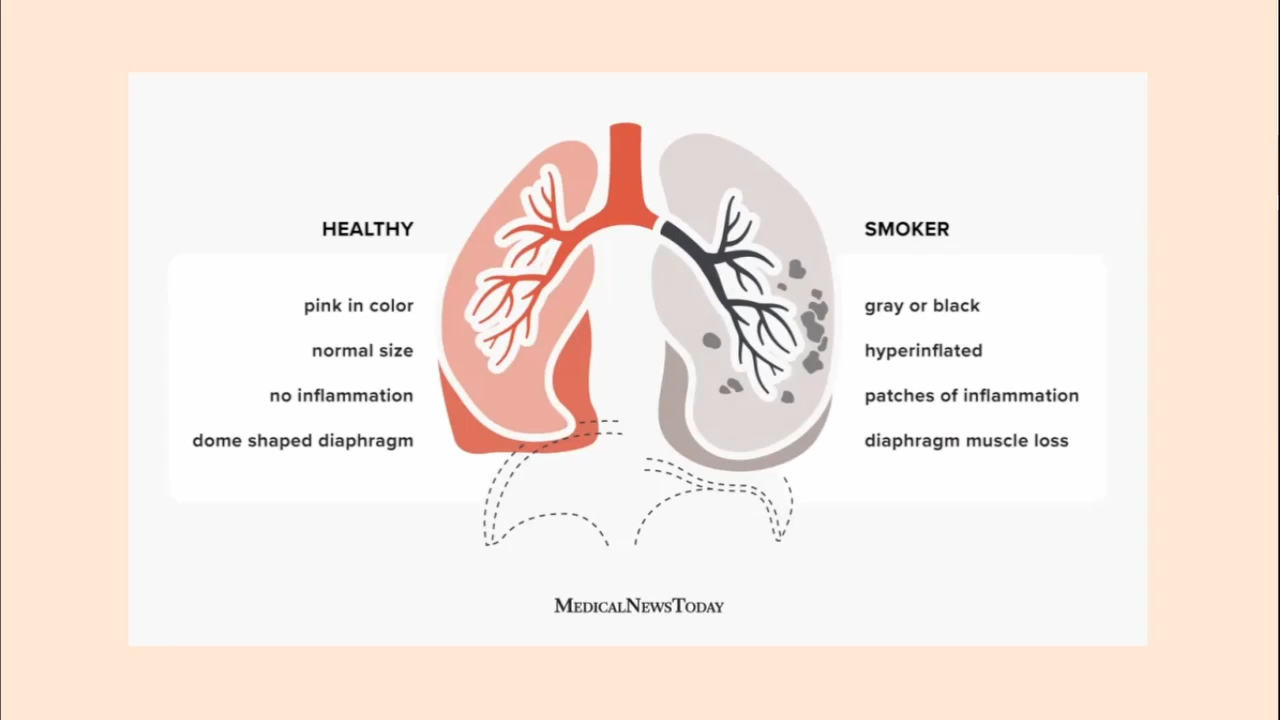 HEALTHY
pink in color
normal size
no inflammation
dome shaped diaphragm
SMOKER
gray or black
hyperinflated
patches of inflammation
diaphragm muscle loss
MEDICALNEWSTODAY